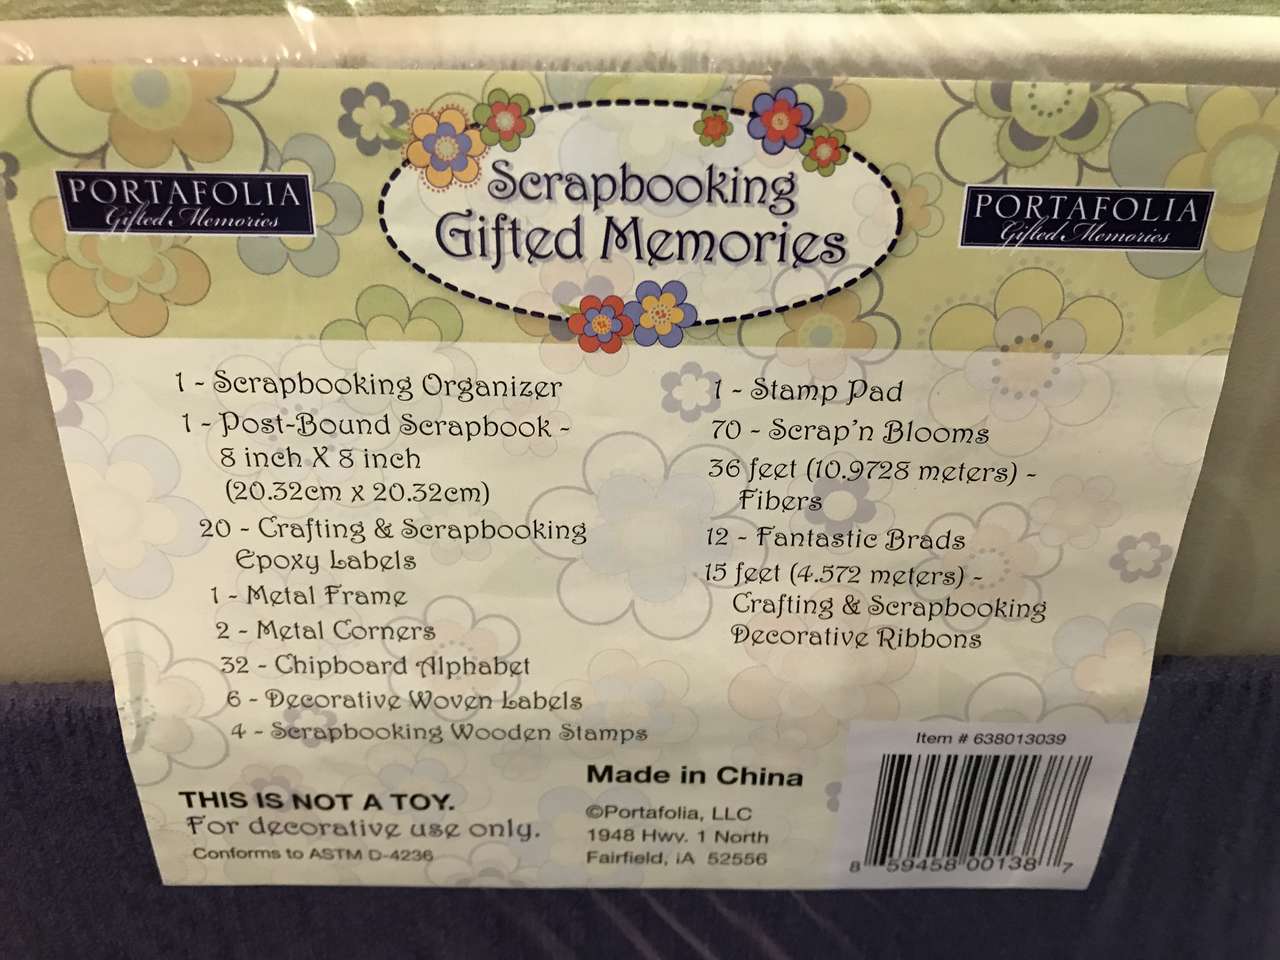 PORTAFOLIA
Gifted Memories
Scrapbooking
Gifted Memories
PORTAFOLIA
Gifted Memories
1 - Scrapbooking Organizer
1 - Post-Bound Scrapbook -
8 inch X 8 inch
(20.32cm x 20.32cm)
20 - Crafting & Scrapbooking
Epoxy Labels
1 - Metal Frame
2 - Metal Corners
32 - Chipboard Alphabet
6 - Decorative Woven Labels
4 - Scrapbooking Wooden Stamps
1 - Stamp Pad
70 - Scrap'n Blooms
36 feet (10.9728 meters) -
Fibers
12 - Fantastic Brads
15 feet (4.572 meters) -
Crafting & Scrapbooking
Decorative Ribbons
THIS IS NOT A TOY.
For decorative use only.
Conforms to ASTM D-4236
Made in China
©Portafolia, LLC
1948 Hwy. 1 North
Fairfield, iA 52556
Item # 638013039
8 59458 00138 7